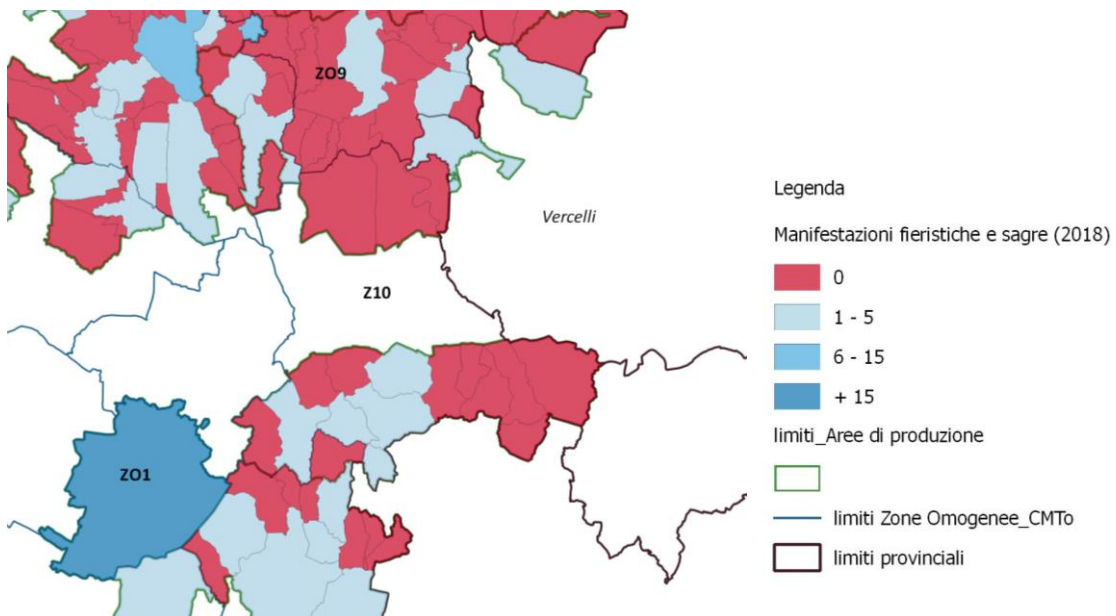 ZO9
Vercelli
Z10
ZO1
Legenda
Manifestazioni fieristiche e sagre (2018)
0
1 - 5
6 - 15
+ 15
limiti_Aree di produzione
limiti Zone Omogenee_CMTo
limiti provinciali